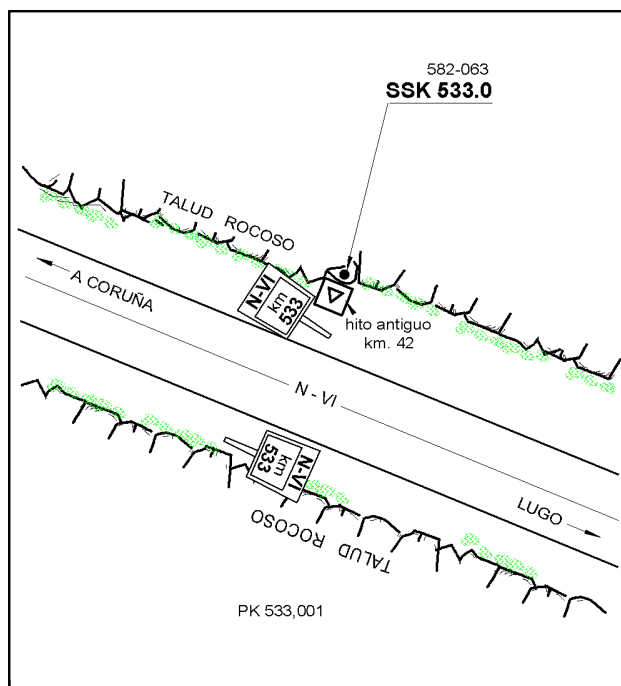 582-063
SSK 533.0
TALUD ROCOSO
A CORUÑA
N-VI
km
533
hito antiguo
km. 42
N - VI
km
533
N-VI
LUGO
TALUD ROCOSO
PK 533,001